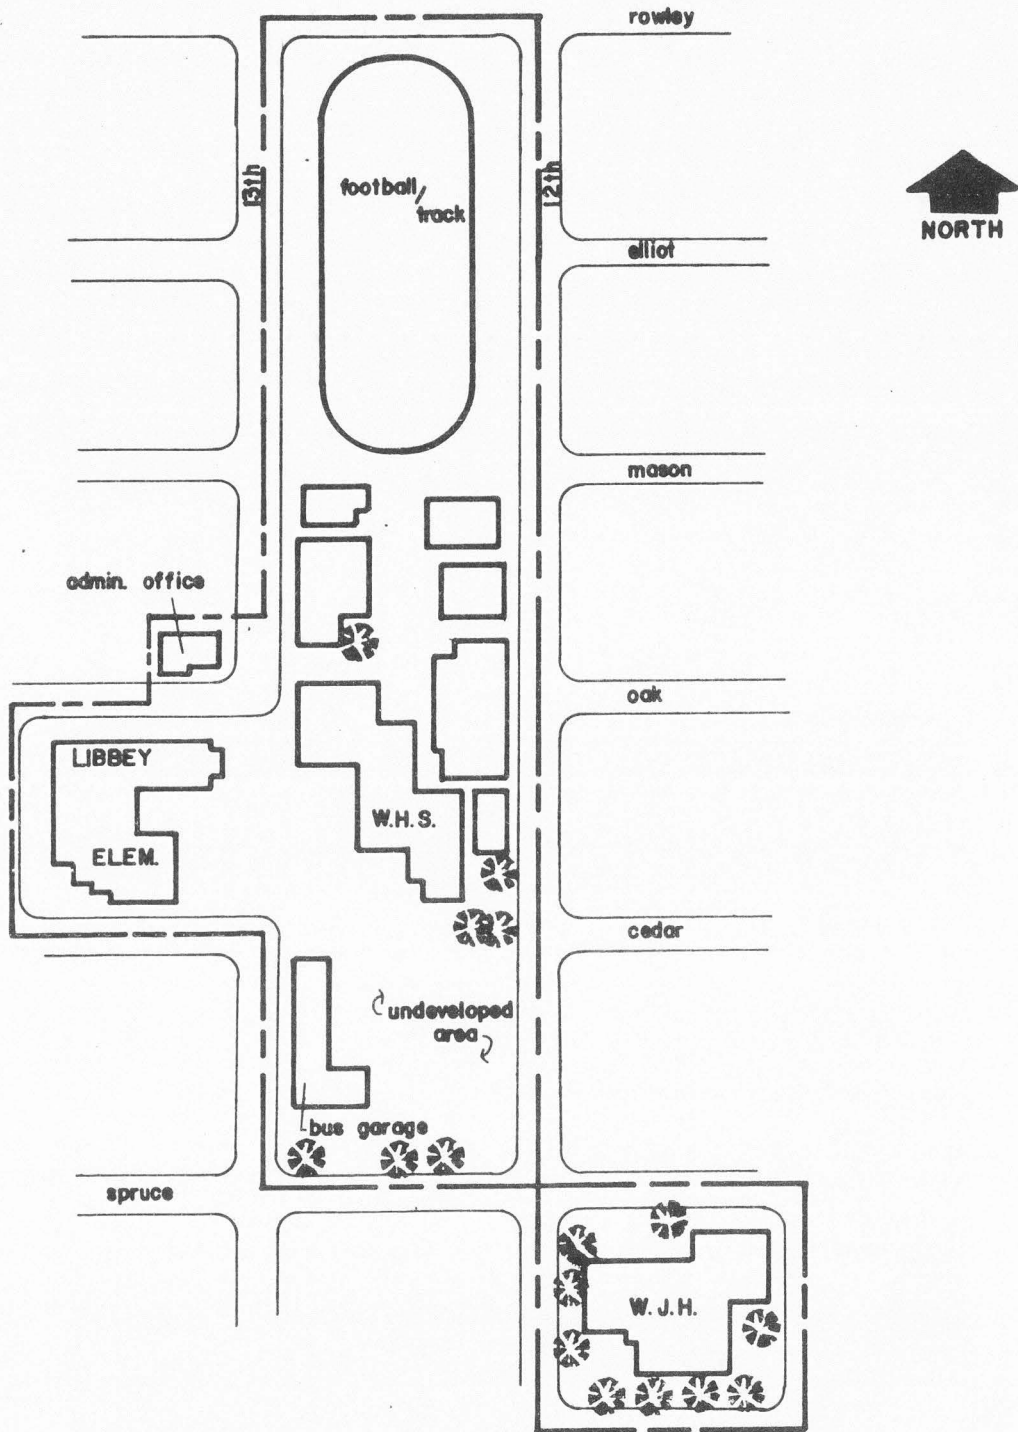 rowley
13th
12th
football/
track
NORTH
elliot
mason
admin. office
oak
LIBBEY
W.H.S.
ELEM.
cedar
undeveloped
area
bus garage
spruce
W.J.H.